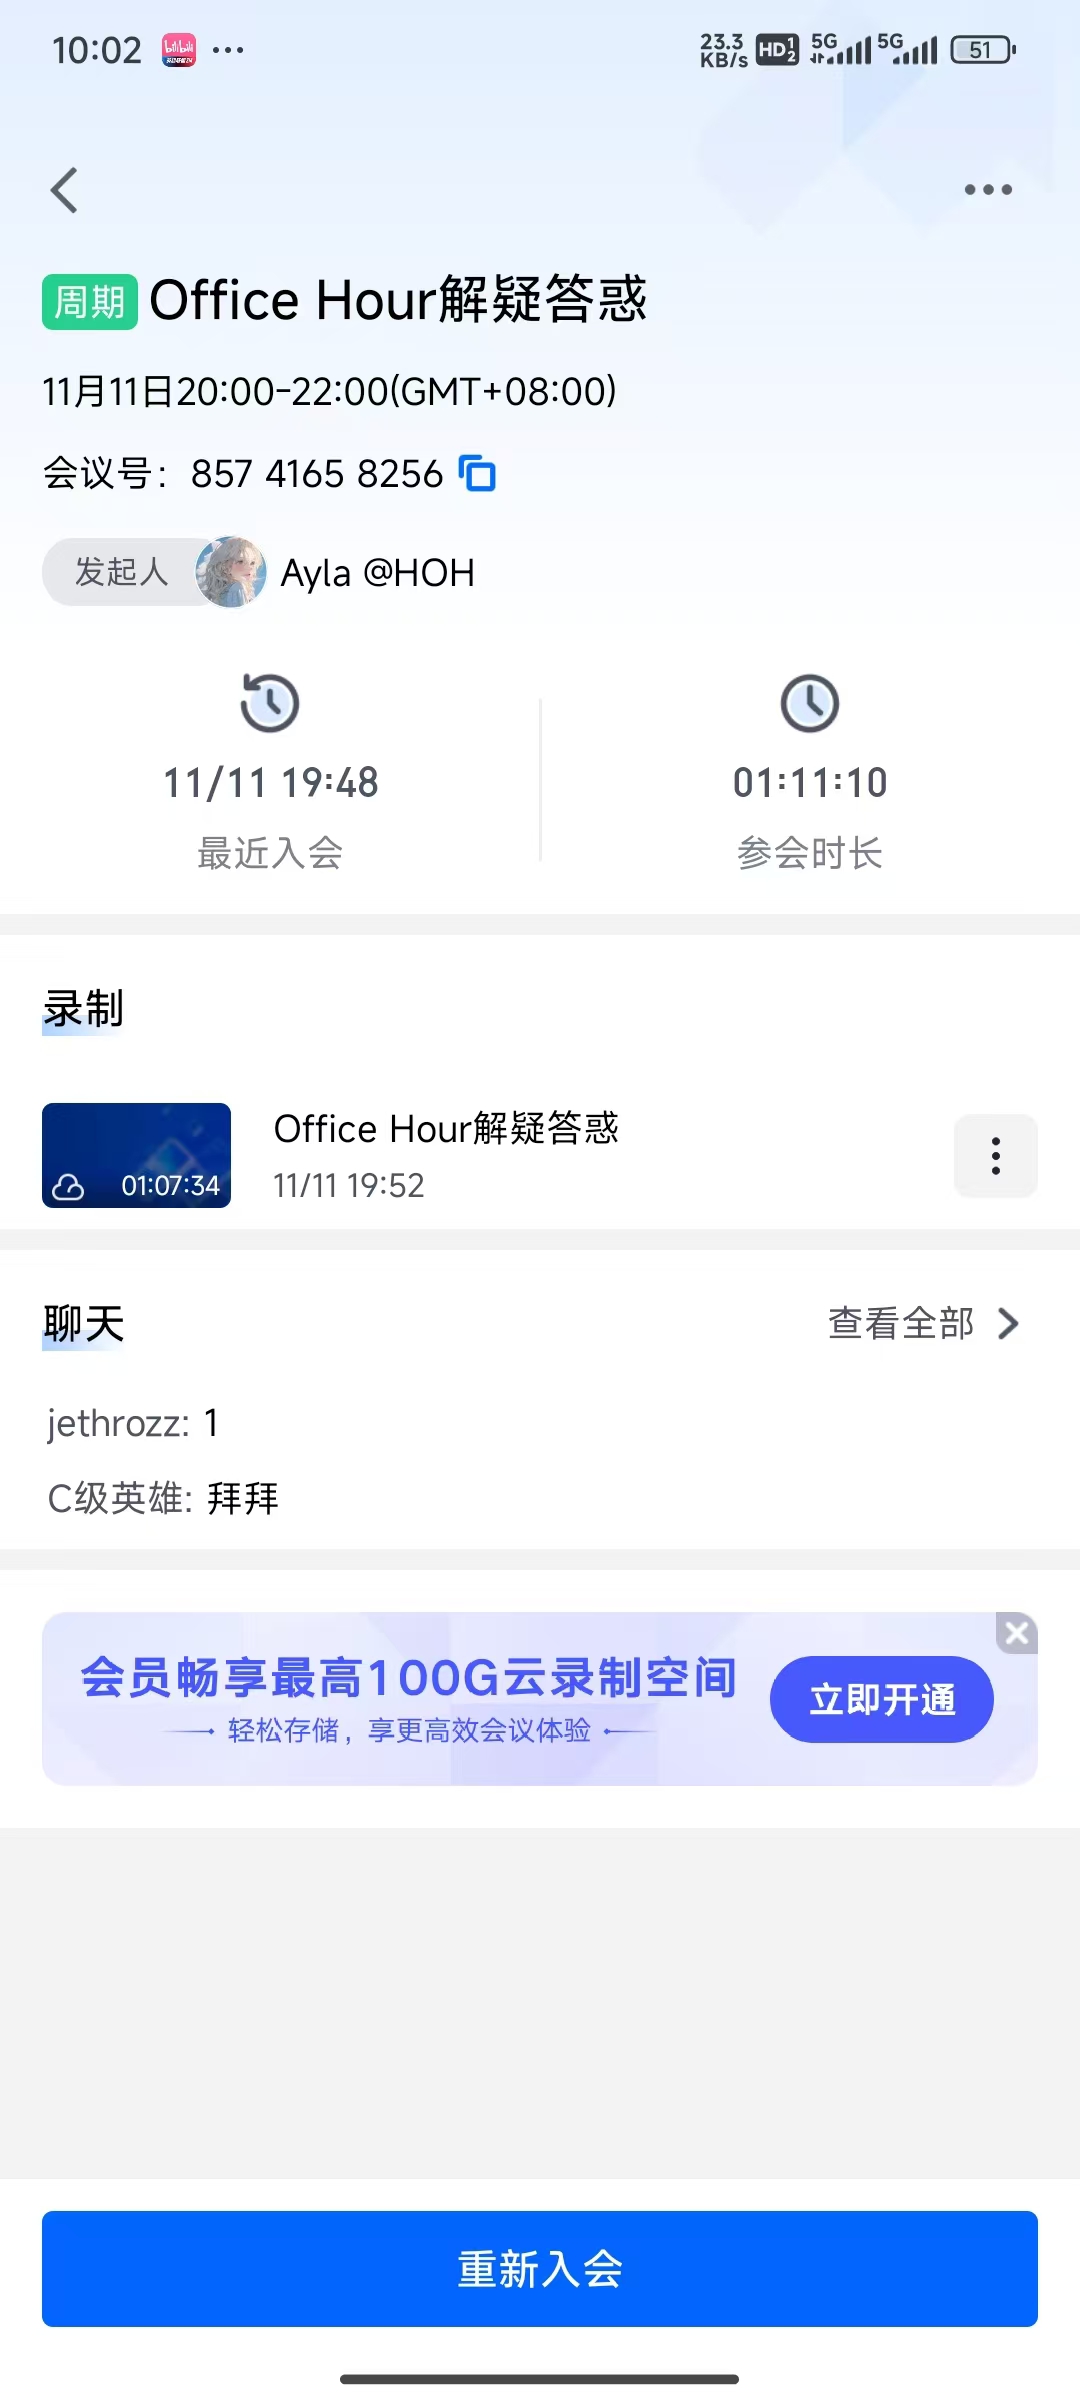 10:02 bilibili ... 23.3 KB/s HD 1 2 5G 5G 51
周期 Office Hour解疑答惑
11月11日20:00-22:00(GMT+08:00)
会议号：857 4165 8256
发起人 Ayla @HOH
11/11 19:48
最近入会
01:11:10
参会时长
录制
01:07:34
Office Hour解疑答惑
11/11 19:52
聊天
查看全部
jethrozz: 1
C级英雄: 拜拜
会员畅享最高100G云录制空间
轻松存储，享更高效会议体验
立即开通
重新入会